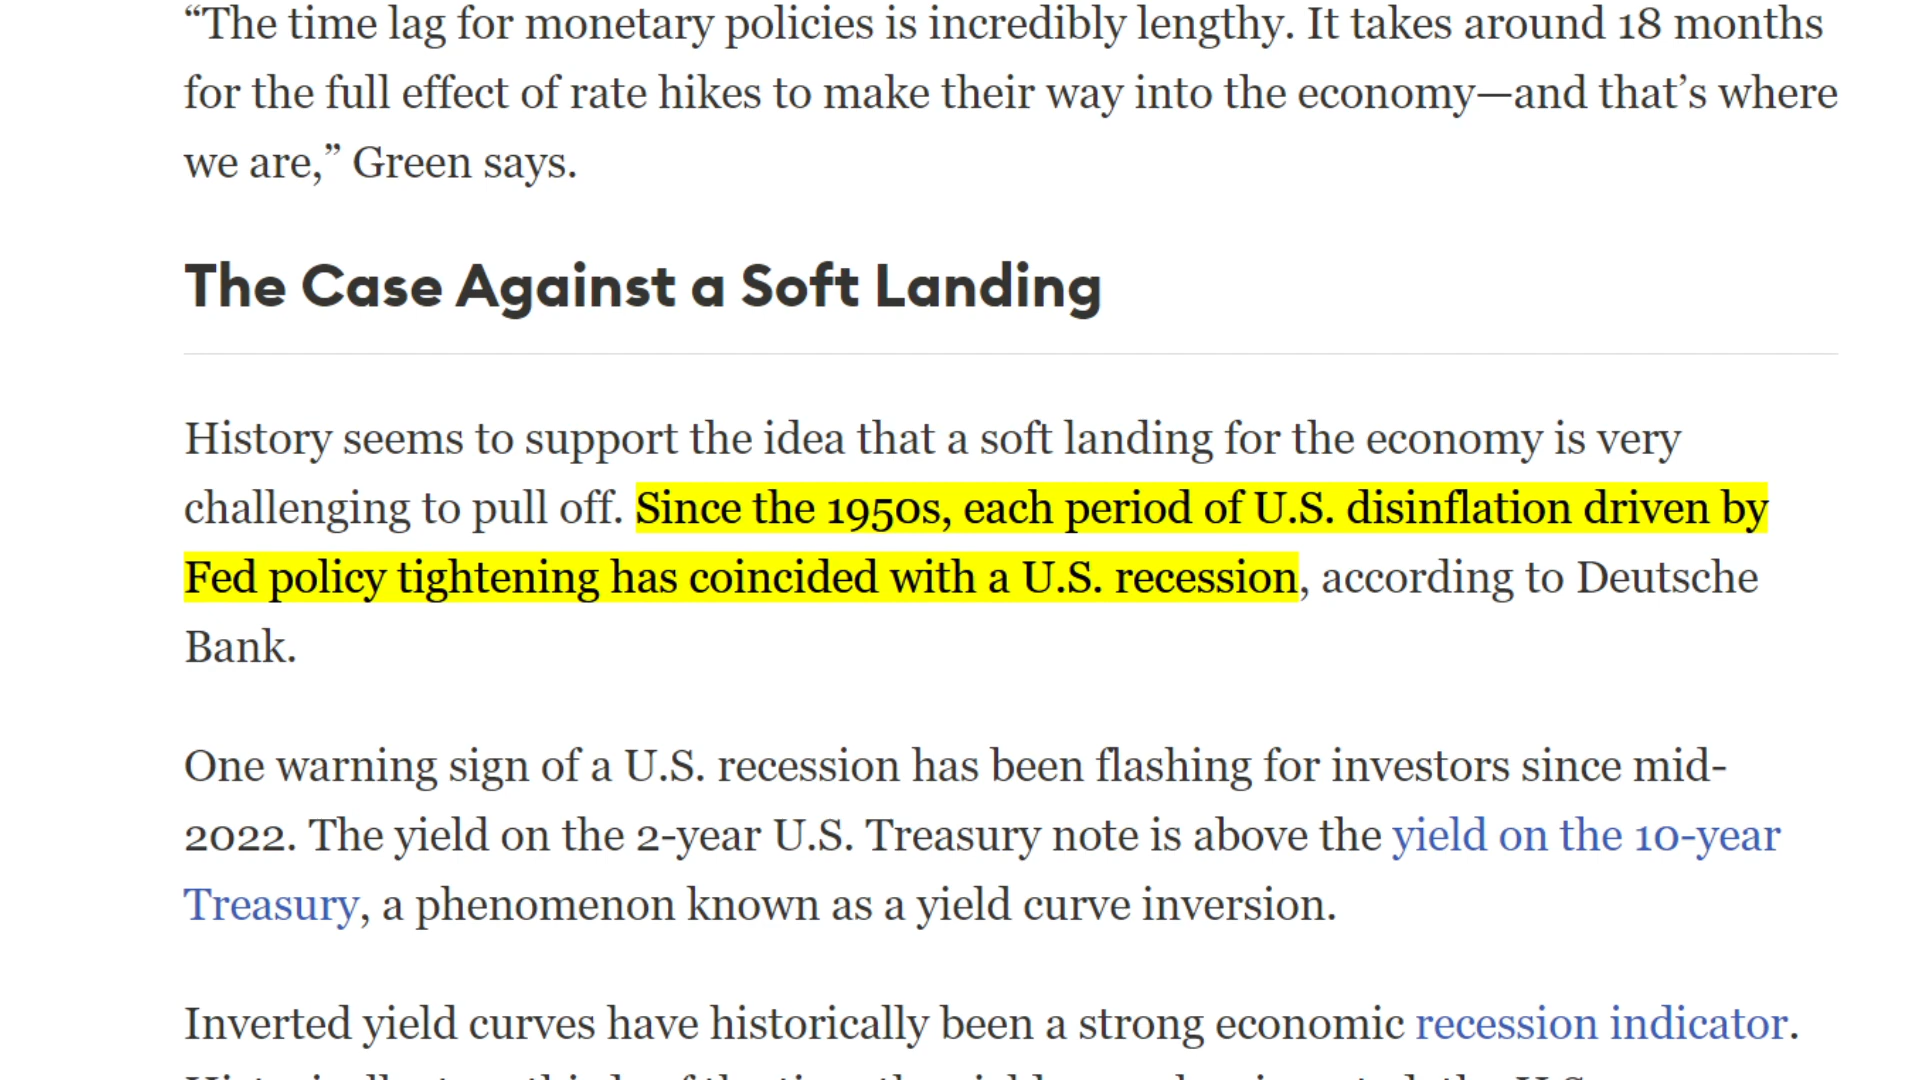 “The time lag for monetary policies is incredibly lengthy. It takes around 18 months
for the full effect of rate hikes to make their way into the economy—and that’s where
we are,” Green says.
The Case Against a Soft Landing
History seems to support the idea that a soft landing for the economy is very
challenging to pull off. Since the 1950s, each period of U.S. disinflation driven by
Fed policy tightening has coincided with a U.S. recession, according to Deutsche
Bank.
One warning sign of a U.S. recession has been flashing for investors since mid-
2022. The yield on the 2-year U.S. Treasury note is above the yield on the 10-year
Treasury, a phenomenon known as a yield curve inversion.
Inverted yield curves have historically been a strong economic recession indicator.